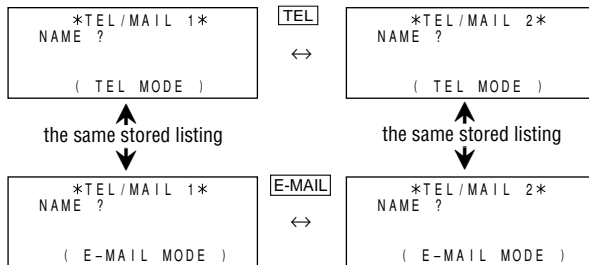 *TEL/MAIL 1*
NAME ?
( TEL MODE )
TEL
↔
*TEL/MAIL 2*
NAME ?
( TEL MODE )
the same stored listing
the same stored listing
*TEL/MAIL 1*
NAME ?
( E-MAIL MODE )
E-MAIL
↔
*TEL/MAIL 2*
NAME ?
( E-MAIL MODE )